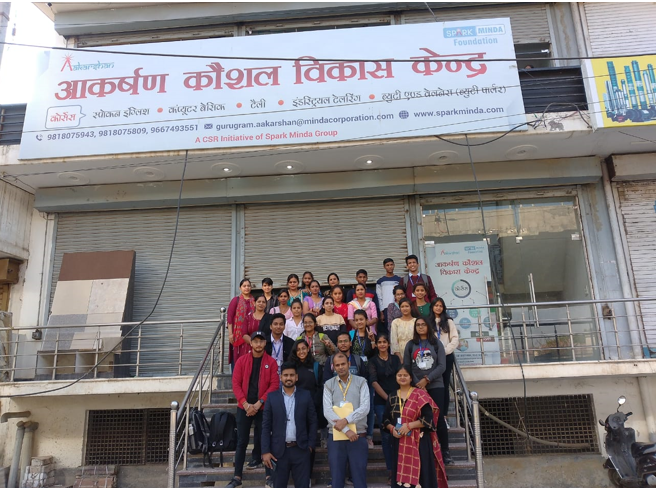 SPARK MINDA
Foundation
Aakarshan
आकर्षण कौशल विकास केन्द्र
कोर्सेस स्पोकन इंग्लिश • कंप्यूटर बेसिक • टैली • इंडस्ट्रियल टेलरिंग • ब्यूटी एण्ड वेलनेस (ब्यूटी पार्लर)
9818075943, 9818075809, 9667493551 gurugram.aakarshan@mindacorporation.com www.sparkminda.com
A CSR Initiative of Spark Minda Group
आकर्षण कौशल
विकास केन्द्र